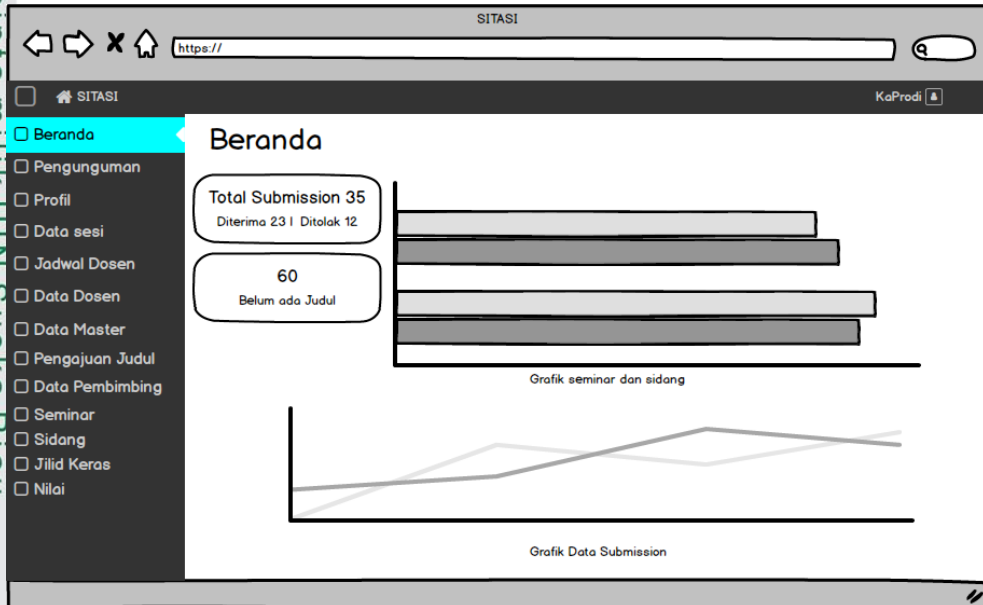 SITASI
https://
SITASI
KaProdi
Beranda
Pengunguman
Profil
Data sesi
Jadwal Dosen
Data Dosen
Data Master
Pengajuan Judul
Data Pembimbing
Seminar
Sidang
Jilid Keras
Nilai
Beranda
Total Submission 35
Diterima 23 | Ditolak 12
60
Belum ada Judul
Grafik seminar dan sidang
Grafik Data Submission